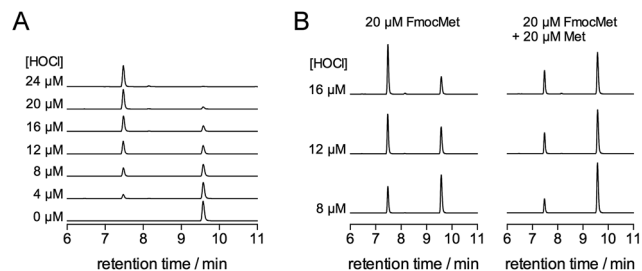 A
[HOCl]
24 µM
20 µM
16 µM
12 µM
8 µM
4 µM
0 µM
6 7 8 9 10 11
retention time / min
B
20 µM FmocMet
20 µM FmocMet
+ 20 µM Met
[HOCl]
16 µM
12 µM
8 µM
6 7 8 9 10 11
6 7 8 9 10 11
retention time / min
retention time / min